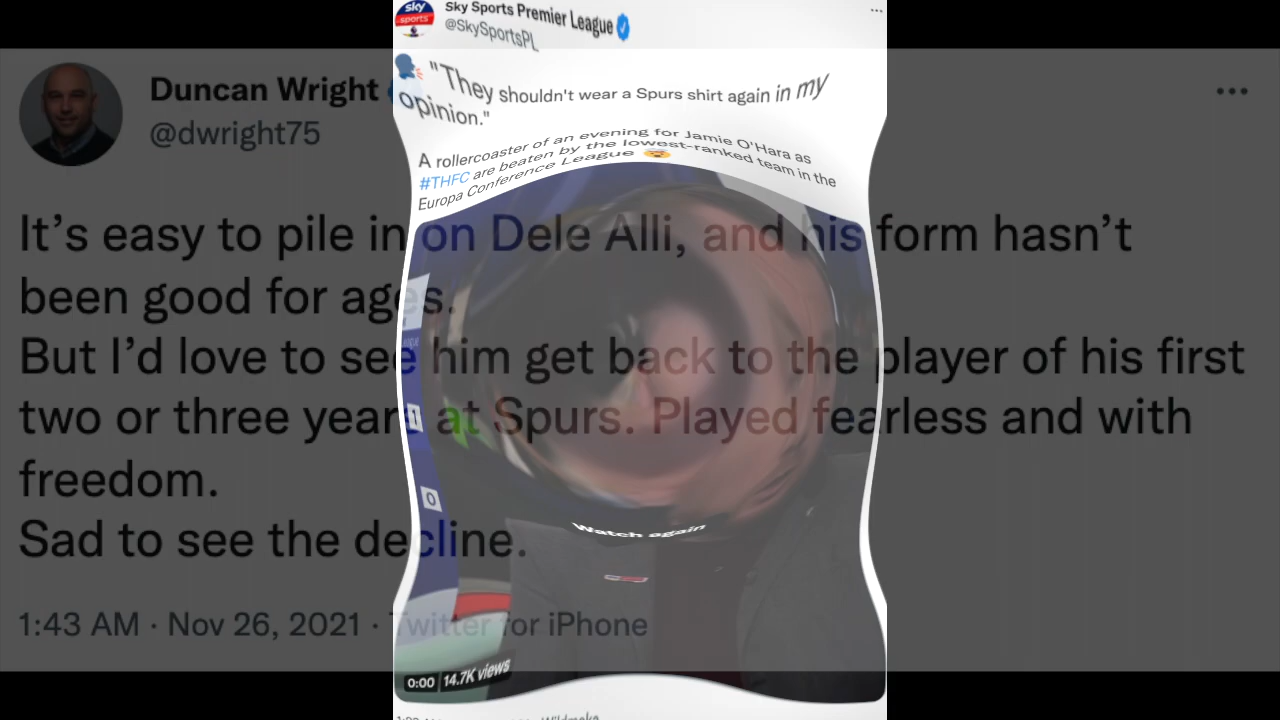 sky
sports
Sky Sports Premier League
@SkySportsPL
"They shouldn't wear a Spurs shirt again in my
opinion."
A rollercoaster of an evening for Jamie O'Hara as
#THFC are beaten by the lowest-ranked team in the
Europa Conference League
Duncan Wright
@dwright75
It's easy to pile in on Dele Alli, and his form hasn't
been good for ages.
But I'd love to see him get back to the player of his first
two or three years at Spurs. Played fearless and with
freedom.
Sad to see the decline.
1:43 AM · Nov 26, 2021 · Twitter for iPhone
1
0
Watch again
0:00 14.7K views